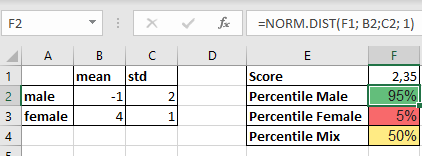 F2 =NORM.DIST(F1; B2;C2; 1)
A B C D E F
1 mean std Score 2,35
2 male -1 2 Percentile Male 95%
3 female 4 1 Percentile Female 5%
4 Percentile Mix 50%